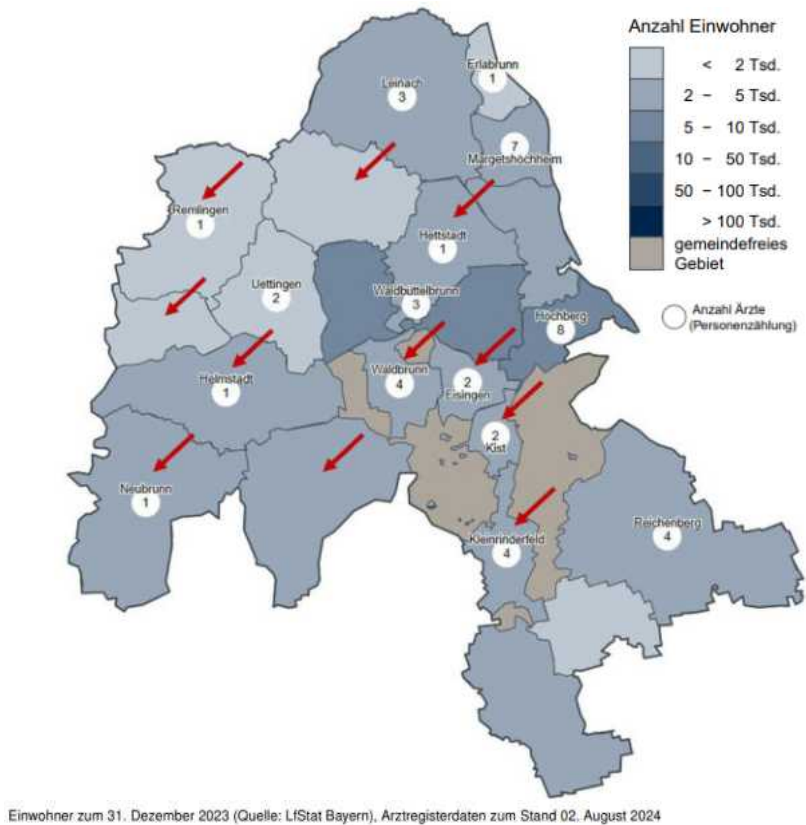 Anzahl Einwohner
< 2 Tsd.
2 – 5 Tsd.
5 – 10 Tsd.
10 – 50 Tsd.
50 – 100 Tsd.
> 100 Tsd.
gemeindefreies
Gebiet
Anzahl Ärzte
(Personenzählung)
Erlabrunn
1
Leinach
3
7
Margetshöchheim
Remlingen
1
Hettstadt
1
Uettingen
2
Waldbüttelbrunn
3
Höchberg
8
Helmstadt
1
Waldbrunn
4
2
Eisingen
2
Kist
Neubrunn
1
Kleinrinderfeld
4
Reichenberg
4
Einwohner zum 31. Dezember 2023 (Quelle: LfStat Bayern), Arztregisterdaten zum Stand 02. August 2024